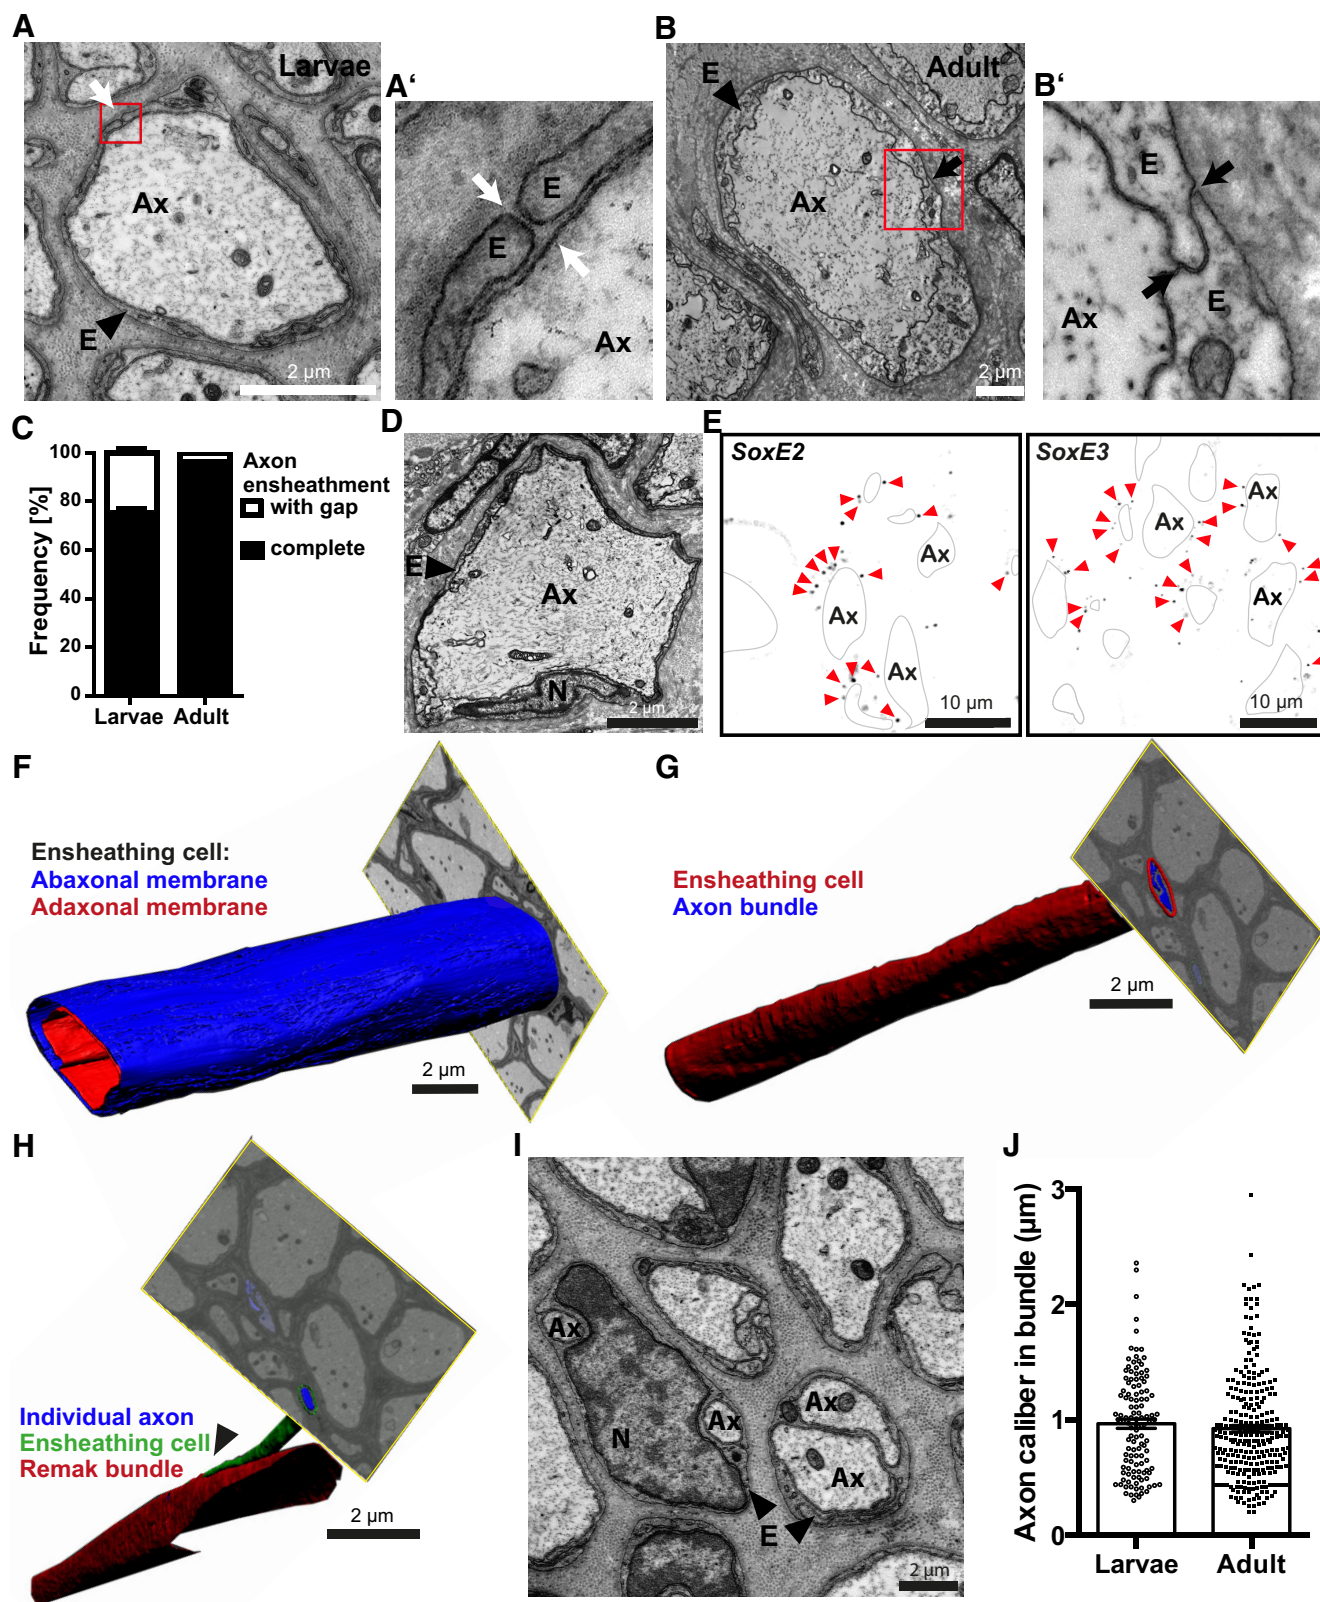 A
Larvae
Ax
E
2 µm
A‘
E
E
Ax
B
Adult
E
Ax
2 µm
B‘
E
Ax
E
C
Frequency [%]
100
80
60
40
20
0
Larvae
Adult
Axon
ensheathment
with gap
complete
D
E
Ax
N
2 µm
E
SoxE2
Ax
Ax
Ax
10 µm
SoxE3
Ax
Ax
Ax
10 µm
F
Ensheathing cell:
Abaxonal membrane
Adaxonal membrane
2 µm
G
Ensheathing cell
Axon bundle
2 µm
H
Individual axon
Ensheathing cell
Remak bundle
2 µm
I
Ax
Ax
Ax
N
Ax
E
2 µm
J
Axon caliber in bundle (µm)
3
2
1
0
Larvae
Adult